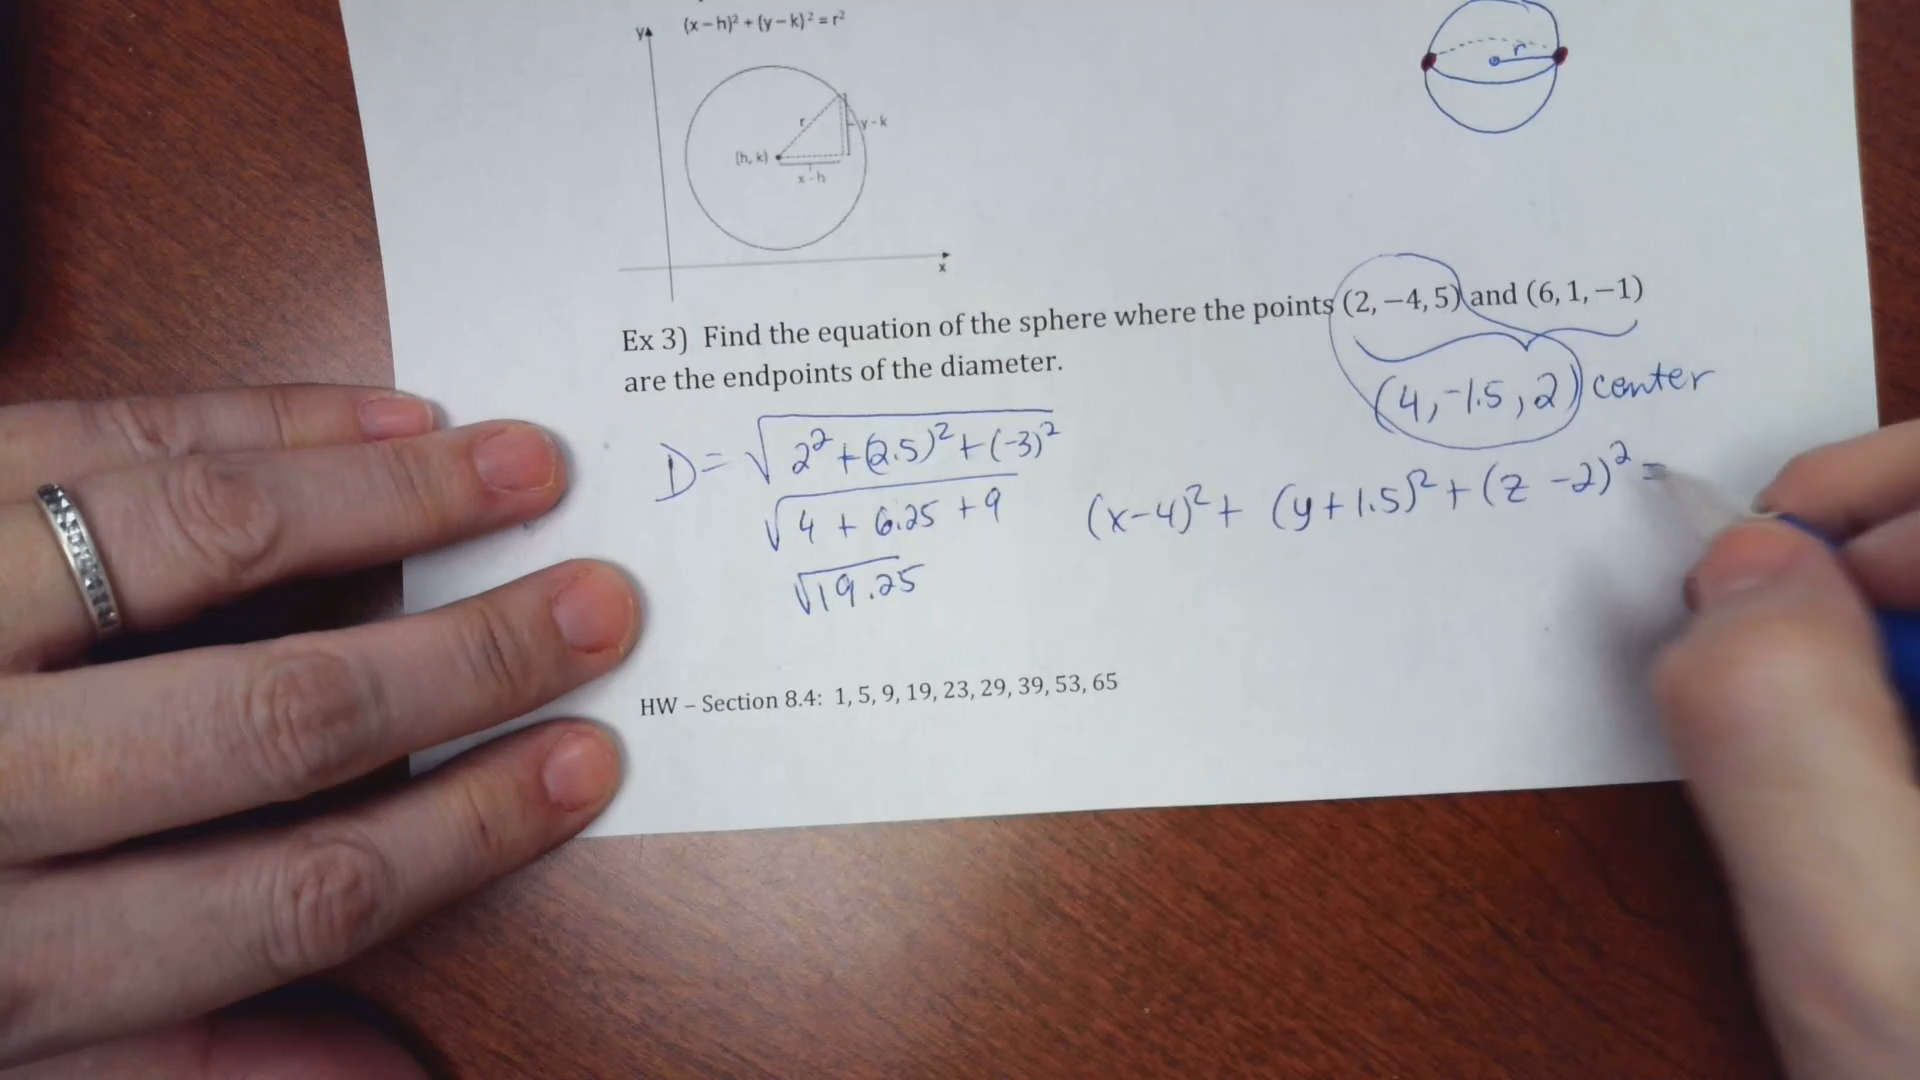 (x – h)² + (y – k)² = r²
y
r
r
y – k
(h, k)
x – h
x
Ex 3) Find the equation of the sphere where the points (2, −4, 5) and (6, 1, −1)
are the endpoints of the diameter.
(4, -1.5, 2) center
D = √2² + (2.5)² + (-3)²
√4 + 6.25 + 9
(x-4)² + (y+1.5)² + (z -2)² =
√19.25
HW – Section 8.4: 1, 5, 9, 19, 23, 29, 39, 53, 65